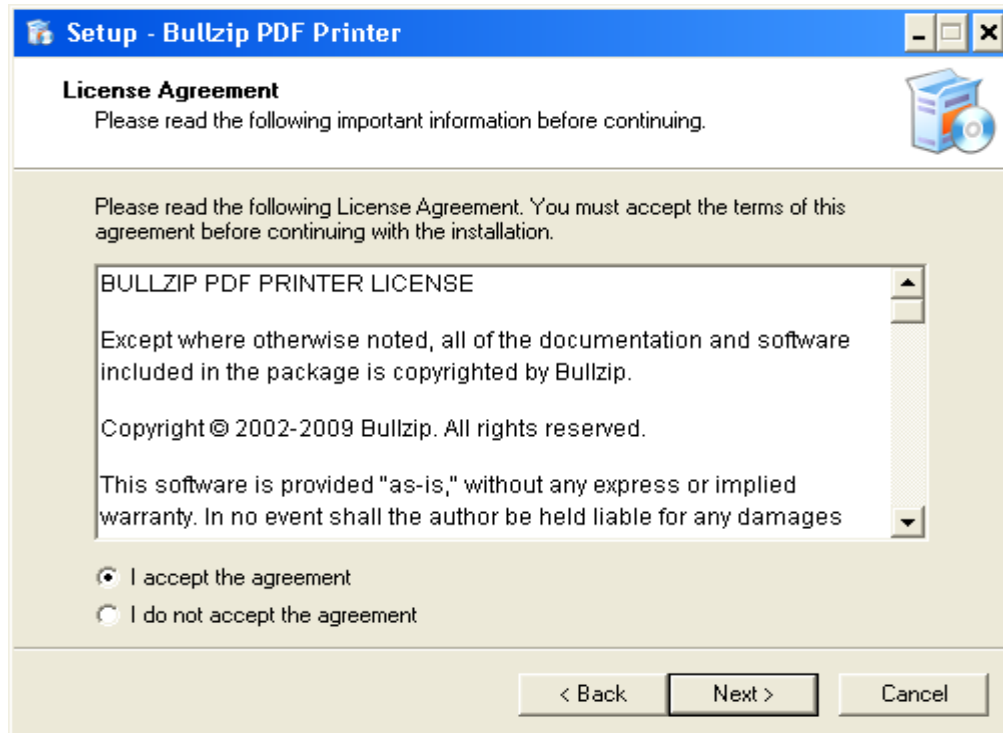 Setup - Bullzip PDF Printer
License Agreement
Please read the following important information before continuing.
Please read the following License Agreement. You must accept the terms of this
agreement before continuing with the installation.
BULLZIP PDF PRINTER LICENSE
Except where otherwise noted, all of the documentation and software
included in the package is copyrighted by Bullzip.
Copyright © 2002-2009 Bullzip. All rights reserved.
This software is provided "as-is," without any express or implied
warranty. In no event shall the author be held liable for any damages
I accept the agreement
I do not accept the agreement
< Back Next > Cancel